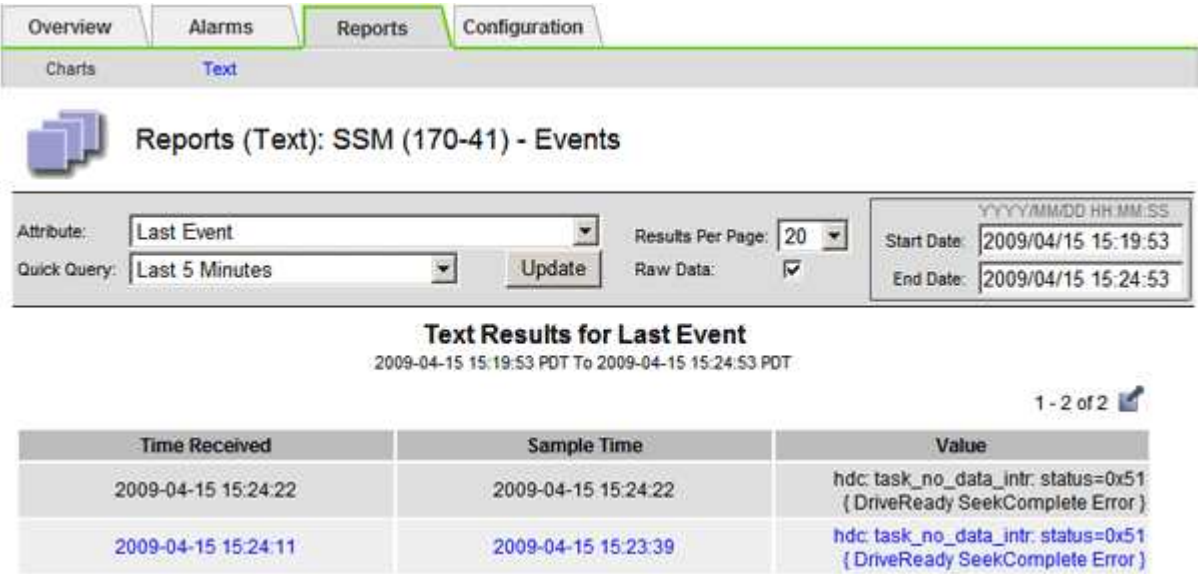 Overview Alarms Reports Configuration
Charts Text
Reports (Text): SSM (170-41) - Events
YYYY/MM/DD HH:MM:SS
Attribute: Last Event Results Per Page: 20 Start Date: 2009/04/15 15:19:53
Quick Query: Last 5 Minutes Update Raw Data: End Date: 2009/04/15 15:24:53
Text Results for Last Event
2009-04-15 15:19:53 PDT To 2009-04-15 15:24:53 PDT
1 - 2 of 2
Time Received Sample Time Value
2009-04-15 15:24:22 2009-04-15 15:24:22 hdc: task_no_data_intr: status=0x51
{ DriveReady SeekComplete Error }
2009-04-15 15:24:11 2009-04-15 15:23:39 hdc: task_no_data_intr: status=0x51
{ DriveReady SeekComplete Error }